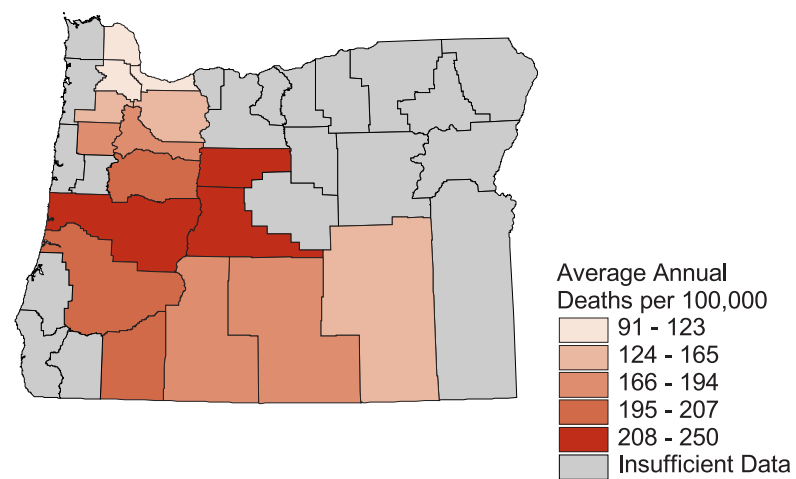 Average Annual
Deaths per 100,000
91 - 123
124 - 165
166 - 194
195 - 207
208 - 250
Insufficient Data